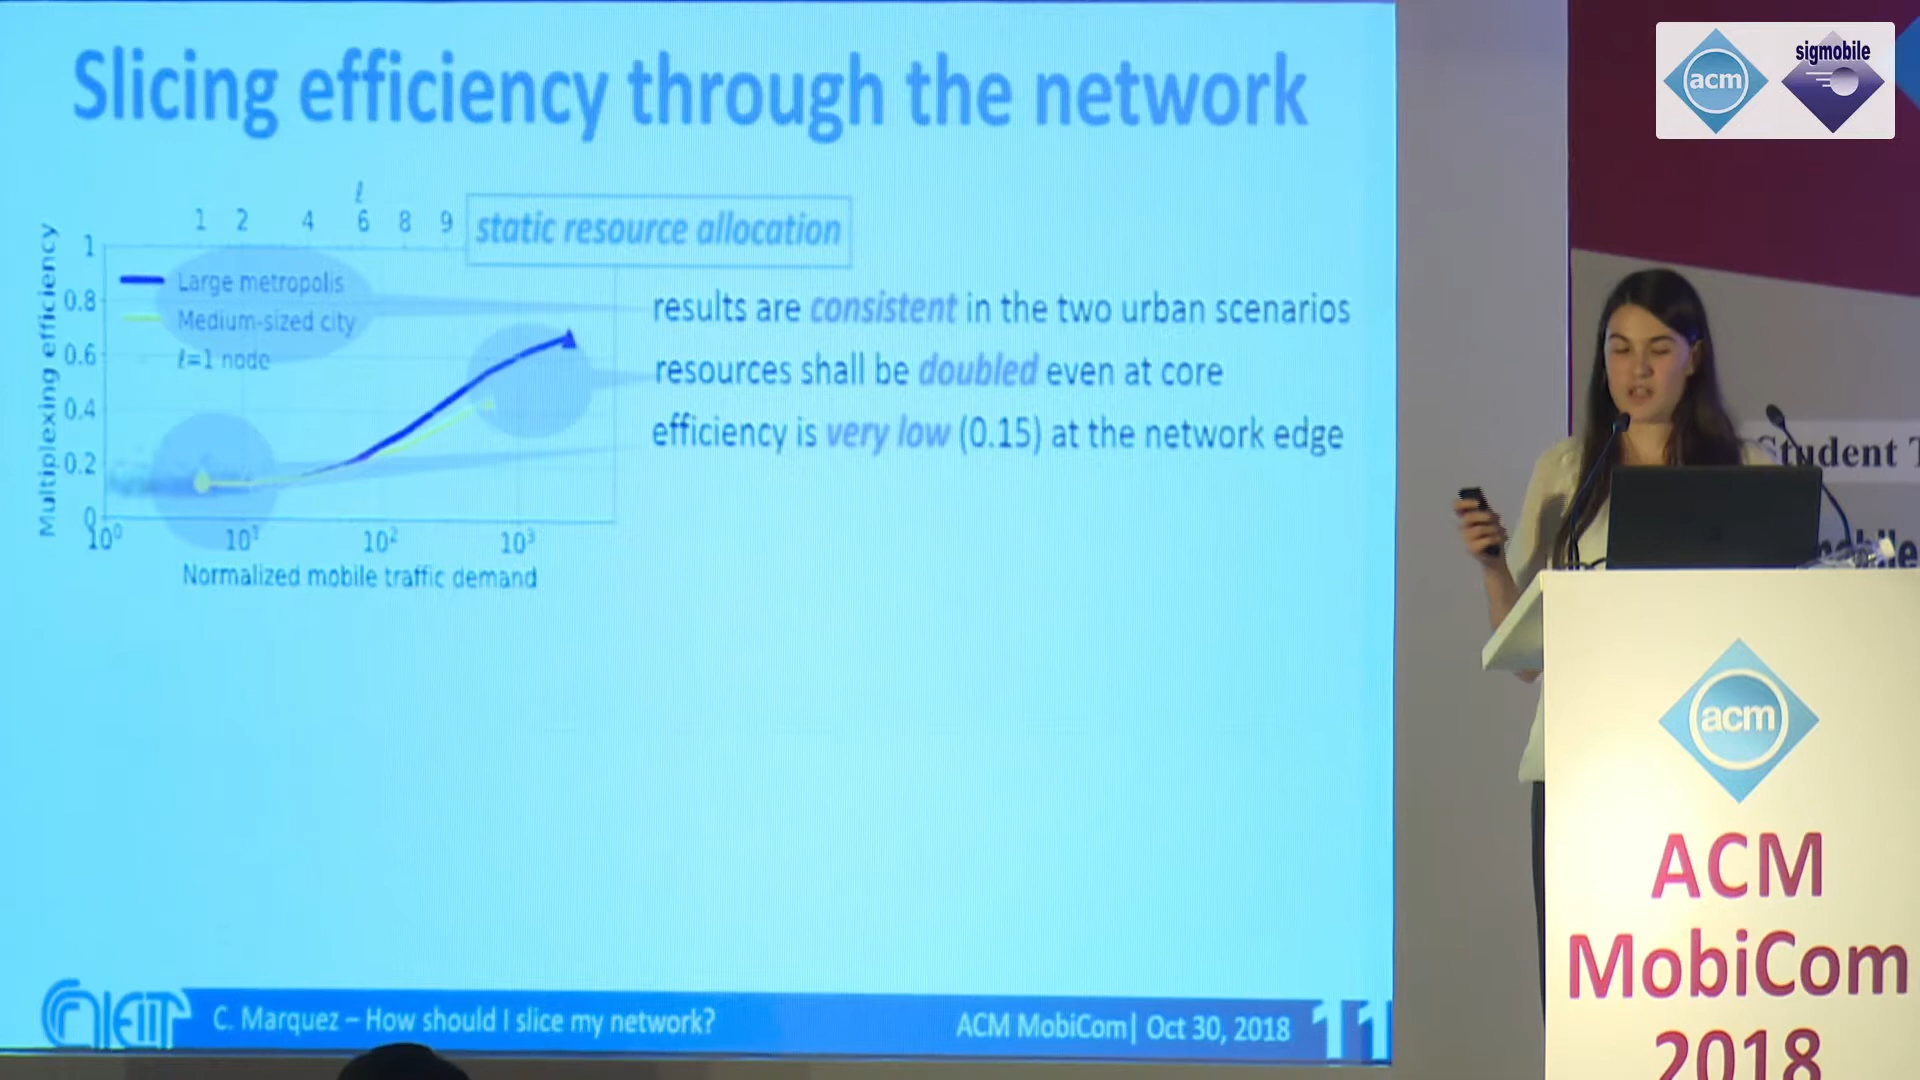 Slicing efficiency through the network
ℓ
1 2 4 6 8 9
static resource allocation
Multiplexing efficiency
1
0.8
0.6
0.4
0.2
0
Large metropolis
Medium-sized city
ℓ=1 node
10⁰ 10¹ 10² 10³
Normalized mobile traffic demand
results are consistent in the two urban scenarios
resources shall be doubled even at core
efficiency is very low (0.15) at the network edge
C. Marquez – How should I slice my network?
ACM MobiCom| Oct 30, 2018
11
acm
sigmobile
Student
acm
ACM
MobiCom
2018